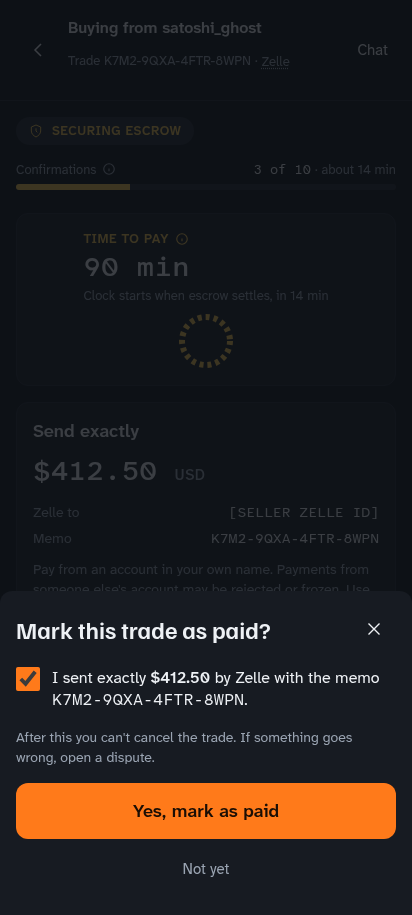 Buying from satoshi_ghost
Trade K7M2-9QXA-4FTR-8WPN · Zelle
Chat
SECURING ESCROW
Confirmations 3 of 10 · about 14 min
TIME TO PAY
90 min
Clock starts when escrow settles, in 14 min
Send exactly
$412.50 USD
Zelle to [SELLER ZELLE ID]
Memo K7M2-9QXA-4FTR-8WPN
Pay from an account in your own name. Payments from
someone else's account may be rejected or frozen. Use
Mark this trade as paid?
I sent exactly $412.50 by Zelle with the memo
K7M2-9QXA-4FTR-8WPN.
After this you can't cancel the trade. If something goes
wrong, open a dispute.
Yes, mark as paid
Not yet